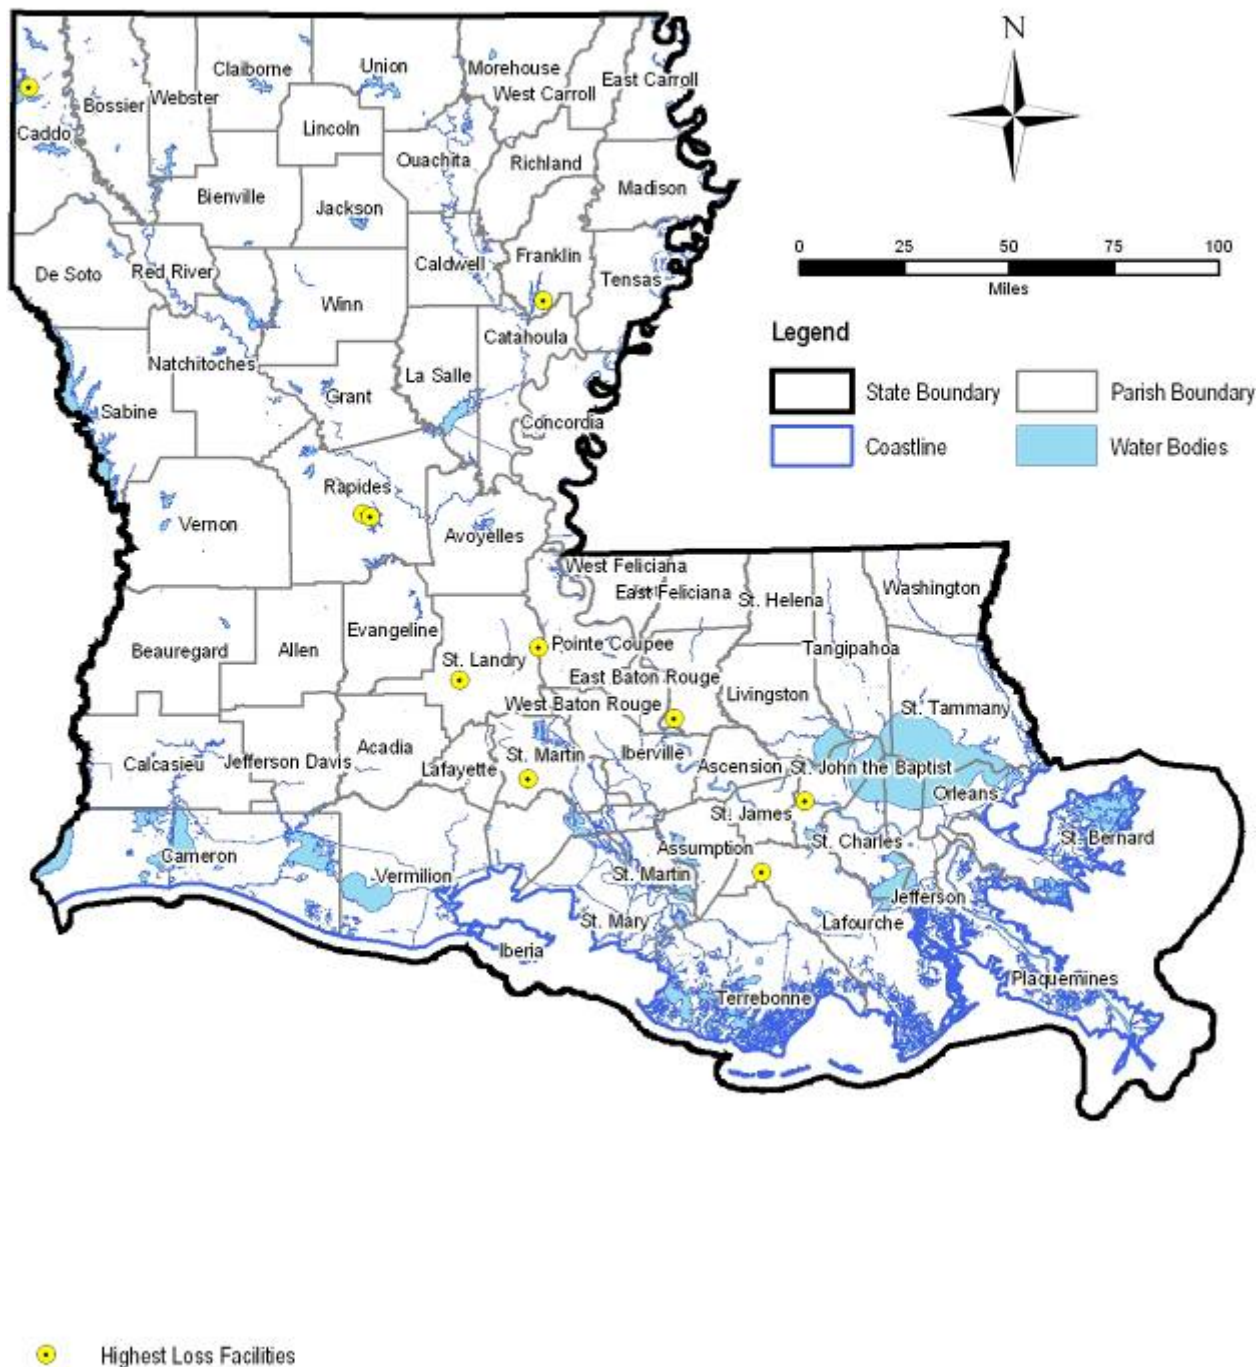 N
Claiborne
Union
Morehouse
West Carroll
East Carroll
Bossier
Webster
Caddo
Lincoln
Ouachita
Richland
Madison
Bienville
Jackson
De Soto
Red River
Caldwell
Franklin
Tensas
Winn
0 25 50 75 100
Miles
Catahoula
Natchitoches
La Salle
Grant
Sabine
Concordia
Legend
State Boundary
Parish Boundary
Coastline
Water Bodies
Rapides
Vernon
Avoyelles
West Feliciana
East Feliciana
St. Helena
Washington
Evangeline
Beauregard
Allen
St. Landry
Pointe Coupee
Tangipahoa
East Baton Rouge
Livingston
West Baton Rouge
St. Tammany
Acadia
St. Martin
Iberville
Calcasieu
Jefferson Davis
Lafayette
Ascension
St. John the Baptist
Orleans
St. James
St. Bernard
Assumption
St. Charles
Cameron
Vermilion
St. Martin
Jefferson
St. Mary
Lafourche
Iberia
Plaquemines
Terrebonne
Highest Loss Facilities